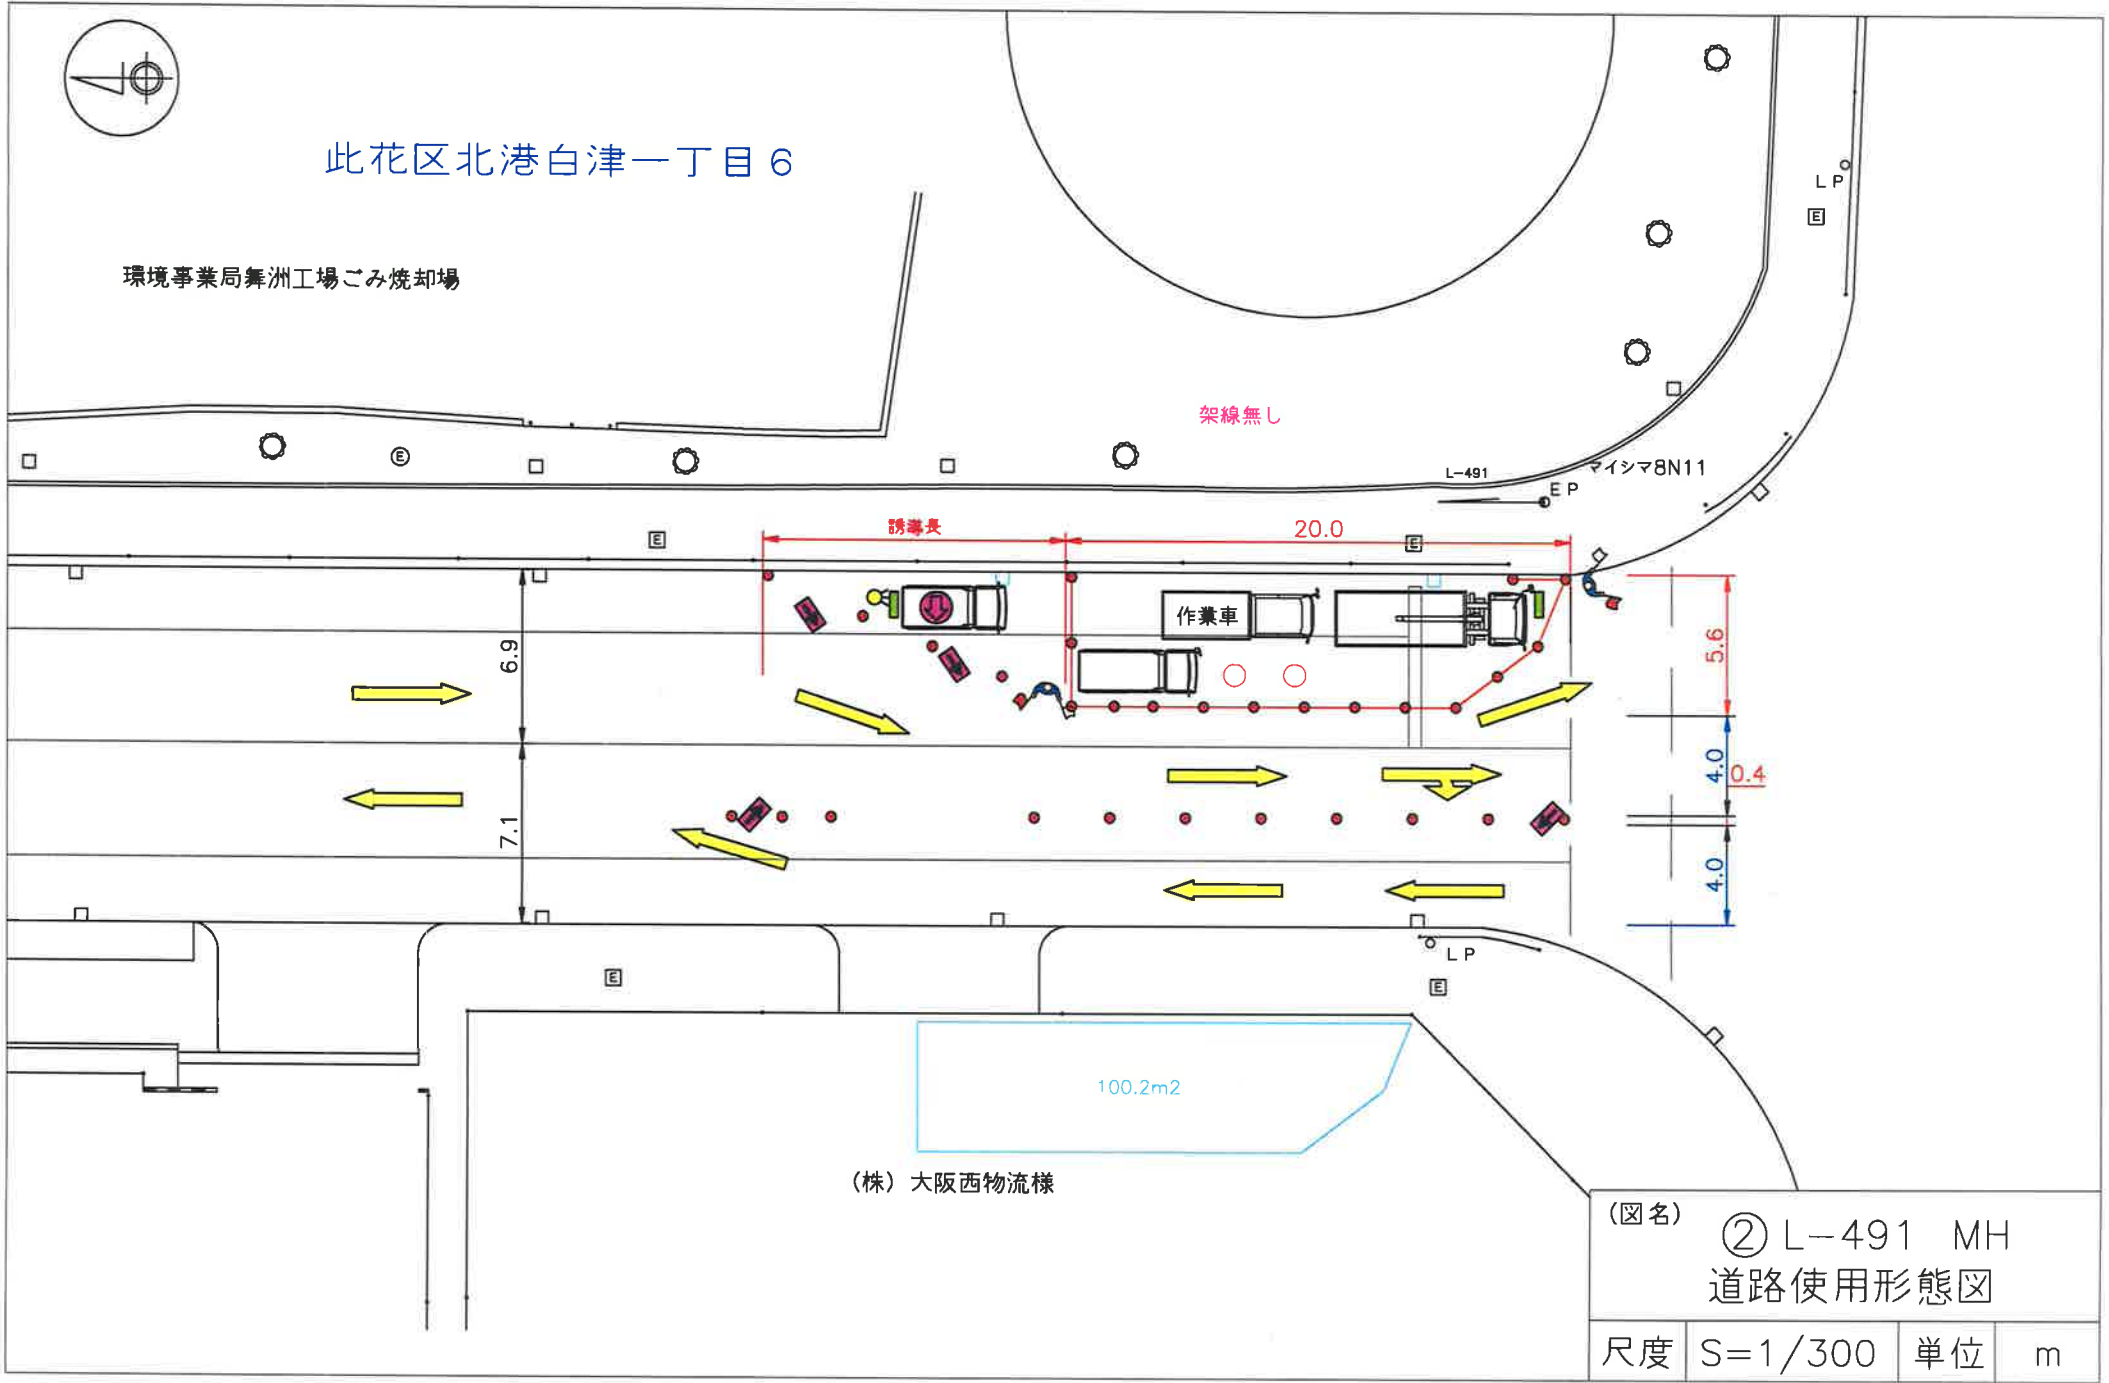 此花区北港白津一丁目6
環境事業局舞洲工場ごみ焼却場
架線無し
LP
E
E
L-491
マイシマ8N11
EP
誘導長
20.0
E
E
6.9
作業車
5.6
4.0
0.4
7.1
4.0
LP
E
E
100.2m2
(株)大阪西物流様
(図名)
②L-491 MH
道路使用形態図
尺度 S=1/300 単位 m